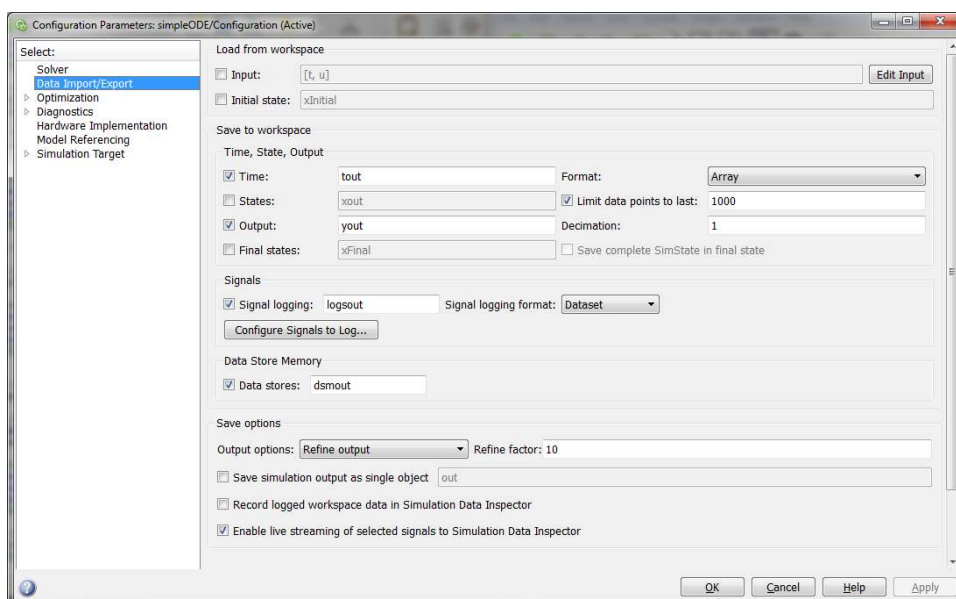 Configuration Parameters: simpleODE/Configuration (Active)
Select:
Solver
Data Import/Export
Optimization
Diagnostics
Hardware Implementation
Model Referencing
Simulation Target
Load from workspace
Input: [t, u] Edit Input
Initial state: xInitial
Save to workspace
Time, State, Output
Time: tout Format: Array
States: xout Limit data points to last: 1000
Output: yout Decimation: 1
Final states: xFinal Save complete SimState in final state
Signals
Signal logging: logsout Signal logging format: Dataset
Configure Signals to Log...
Data Store Memory
Data stores: dsmout
Save options
Output options: Refine output Refine factor: 10
Save simulation output as single object out
Record logged workspace data in Simulation Data Inspector
Enable live streaming of selected signals to Simulation Data Inspector
OK Cancel Help Apply